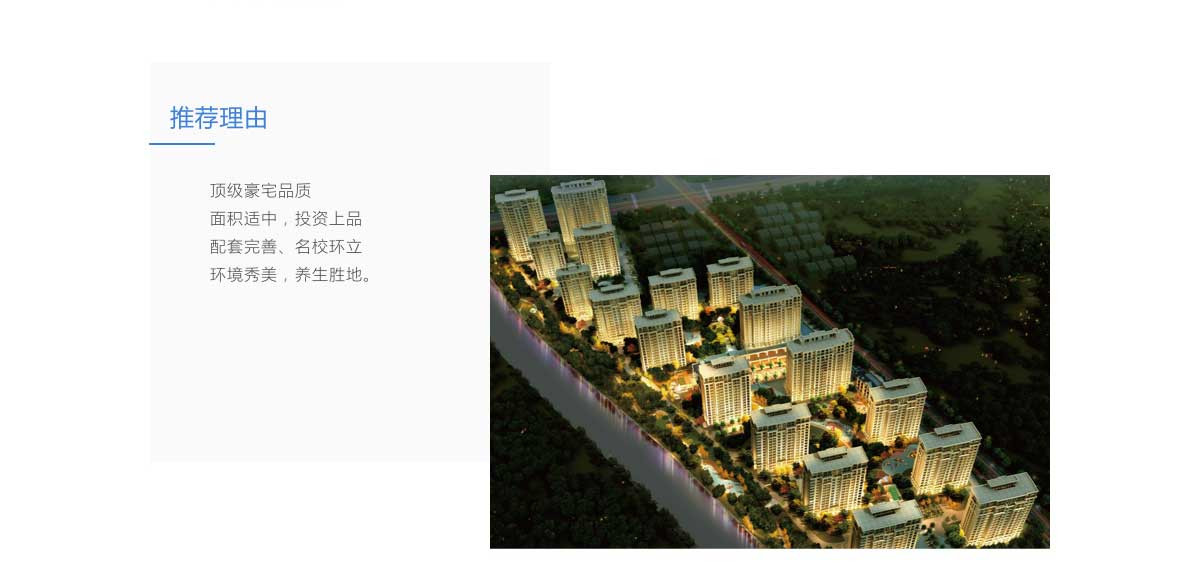 推荐理由
顶级豪宅品质
面积适中，投资上品
配套完善、名校环立
环境秀美，养生胜地。